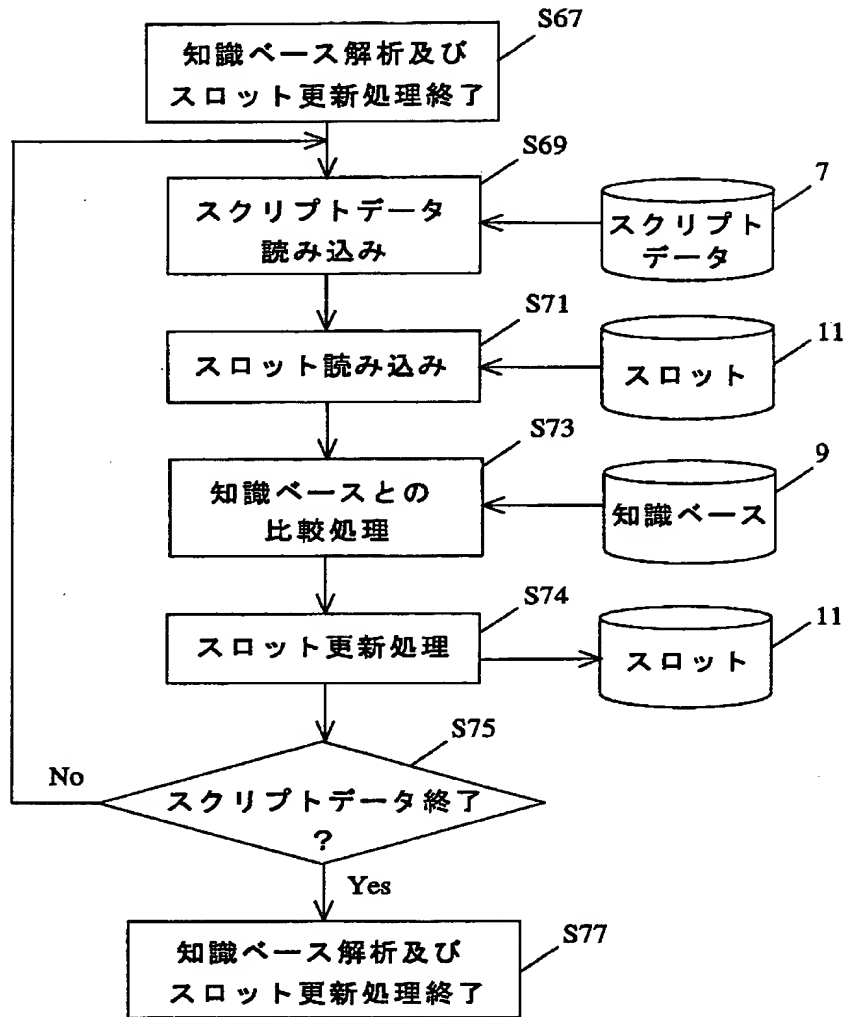 S67
知識ベース解析及び
スロット更新処理終了
S69
スクリプトデータ
読み込み
7
スクリプト
データ
S71
スロット読み込み
11
スロット
S73
知識ベースとの
比較処理
9
知識ベース
S74
スロット更新処理
11
スロット
S75
No
スクリプトデータ終了
?
Yes
S77
知識ベース解析及び
スロット更新処理終了